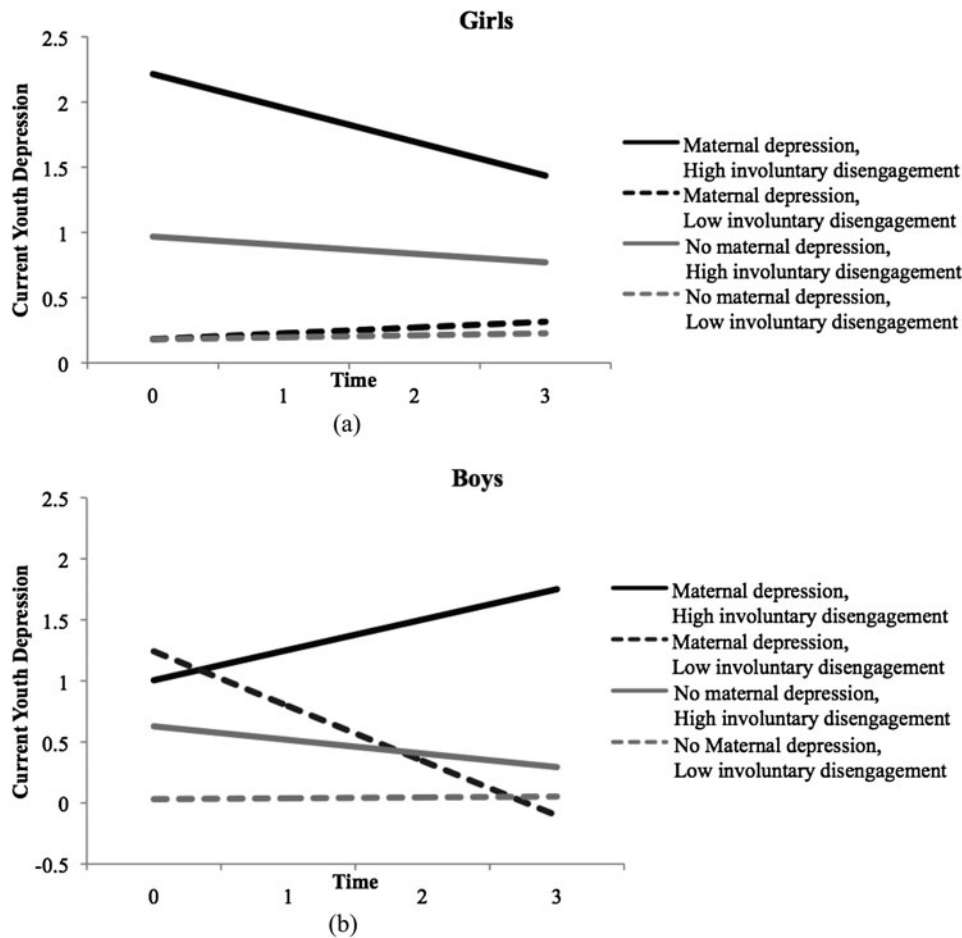 Girls
Current Youth Depression
2.5
2
1.5
1
0.5
0
Time
0 1 2 3
Maternal depression,
High involuntary disengagement
Maternal depression,
Low involuntary disengagement
No maternal depression,
High involuntary disengagement
No maternal depression,
Low involuntary disengagement
(a)
Boys
Current Youth Depression
2.5
2
1.5
1
0.5
0
-0.5
Time
0 1 2 3
Maternal depression,
High involuntary disengagement
Maternal depression,
Low involuntary disengagement
No maternal depression,
High involuntary disengagement
No Maternal depression,
Low involuntary disengagement
(b)